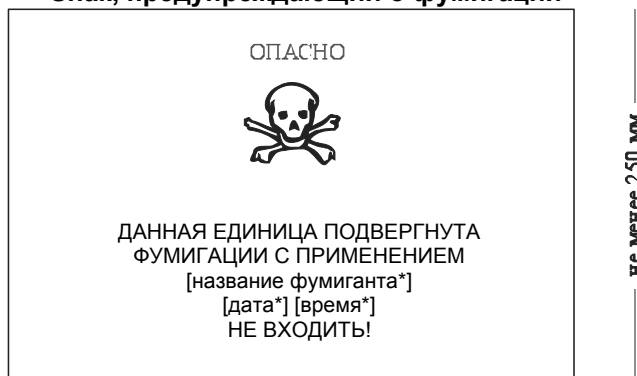 Знак, предупреждающий о фумигации
ОПАСНО
ДАННАЯ ЕДИНИЦА ПОДВЕРГНУТА
ФУМИГАЦИИ С ПРИМЕНЕНИЕМ
[название фумиганта*]
[дата*] [время*]
НЕ ВХОДИТЬ!
не менее 250 мм